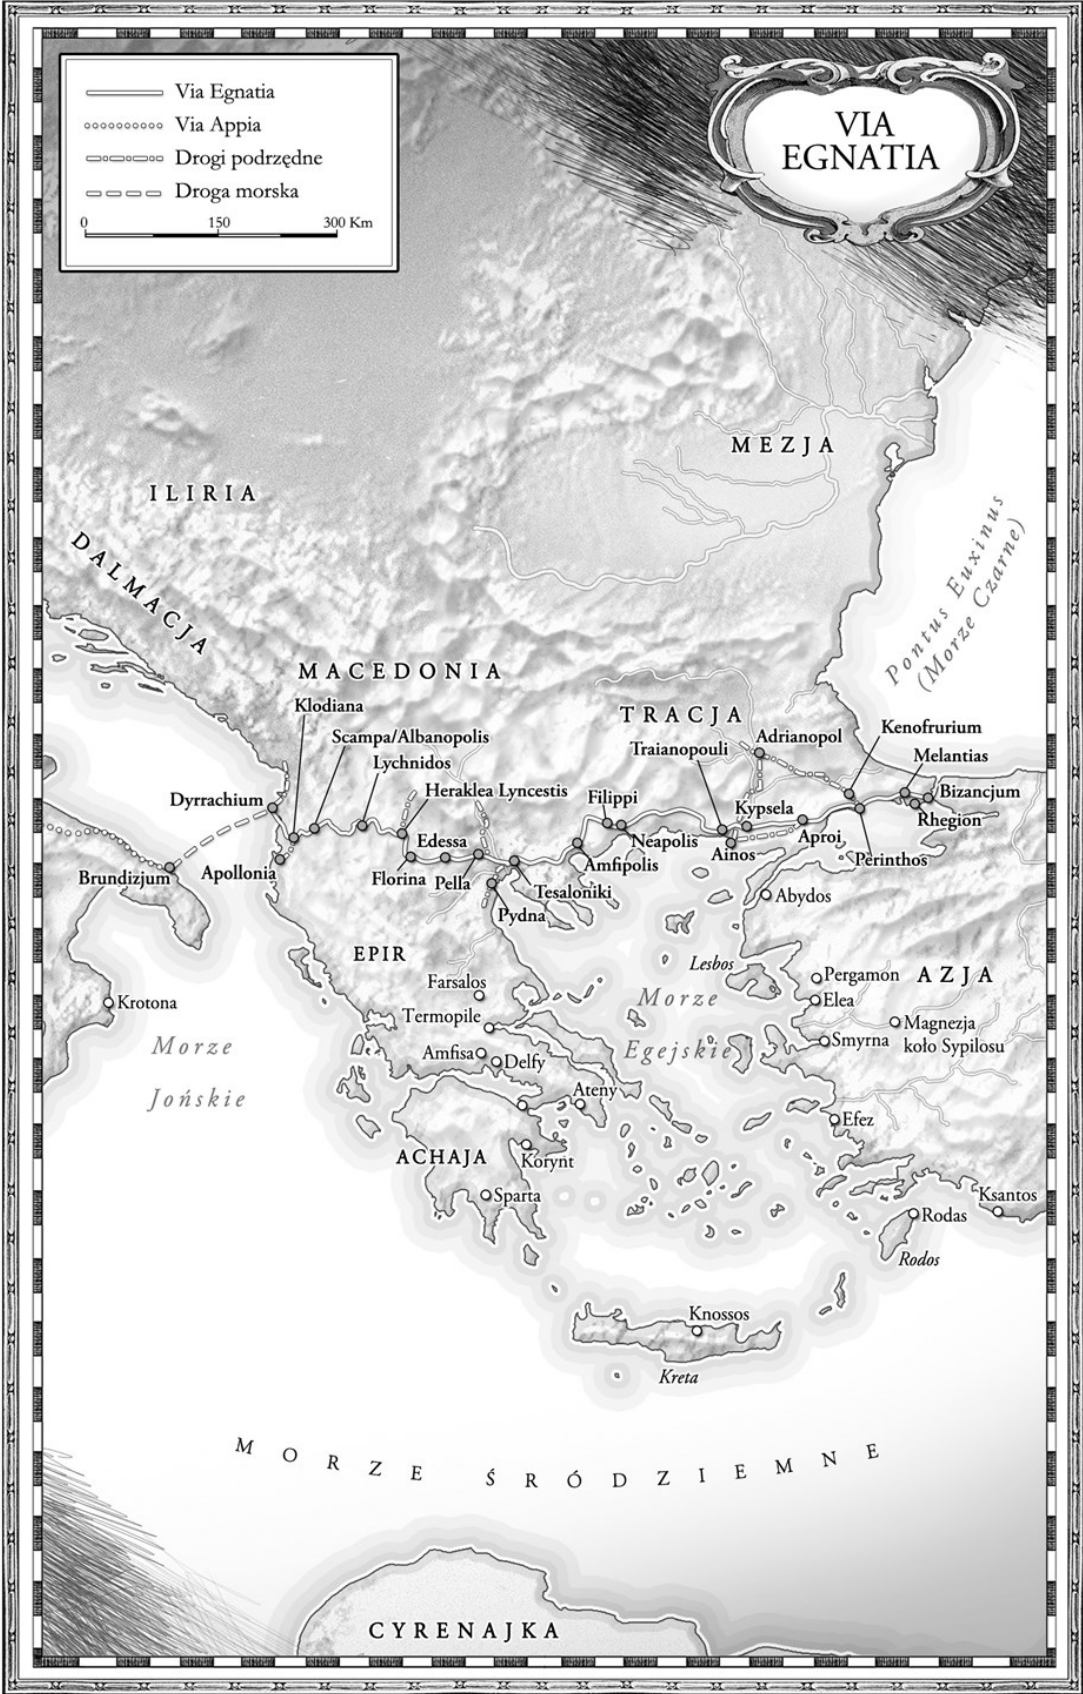 Via Egnatia
Via Appia
Drogi podrzędne
Droga morska
0 150 300 Km
VIA
EGNATIA
MEZJA
ILIRIA
DALMACJA
Pontus Euxinus
(Morze Czarne)
MACEDONIA
Klodiana
TRACJA
Scampa/Albanopolis
Kenofrurium
Traianopouli
Adrianopol
Lychnidos
Melantias
Heraklea Lyncestis
Bizancjum
Dyrrachium
Filippi
Kypsela
Rhegion
Edessa
Neapolis
Aproi
Ainos
Perinthos
Apollonia
Amfipolis
Brundizjum
Florina
Pella
Tesaloniki
Abydos
Pydna
EPIR
Lesbos
Pergamon
AZJA
Farsalos
Elea
Krotona
Morze
Egejskie
Termopile
Magnezja
koło Sypilosu
Smyrna
Morze
Jońskie
Amfisa
Delfy
Ateny
Efez
ACHAJA
Korynt
Sparta
Ksantos
Rodas
Rodos
Knossos
Kreta
MORZE ŚRÓDZIEMNE
CYRENAJKA